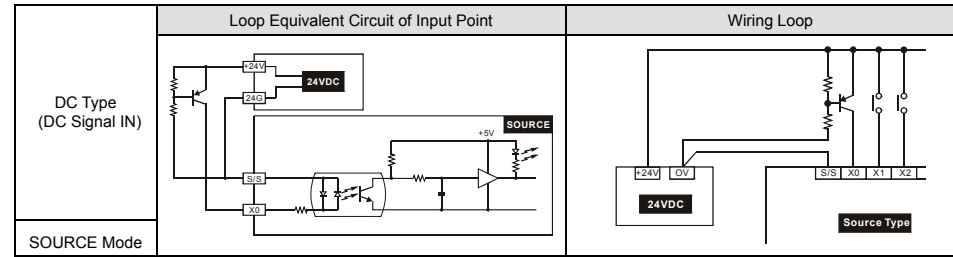 Loop Equivalent Circuit of Input Point
Wiring Loop
DC Type
(DC Signal IN)
SOURCE Mode
+24V
24VDC
24G
SOURCE
+5V
S/S
X0
+24V
0V
24VDC
S/S X0 X1 X2
Source Type